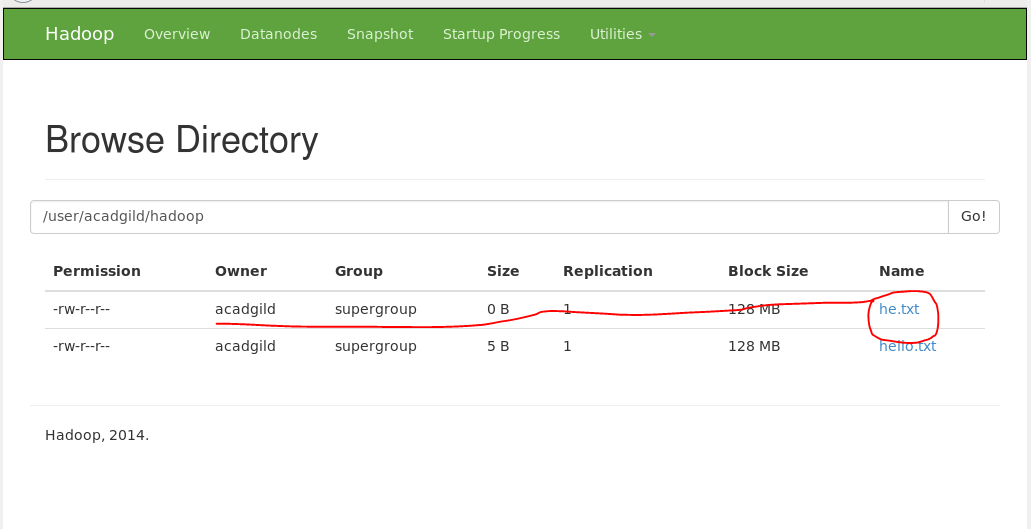 Hadoop Overview Datanodes Snapshot Startup Progress Utilities
Browse Directory
/user/acadgild/hadoop Go!
Permission Owner Group Size Replication Block Size Name
-rw-r--r-- acadgild supergroup 0 B 1 128 MB he.txt
-rw-r--r-- acadgild supergroup 5 B 1 128 MB hello.txt
Hadoop, 2014.